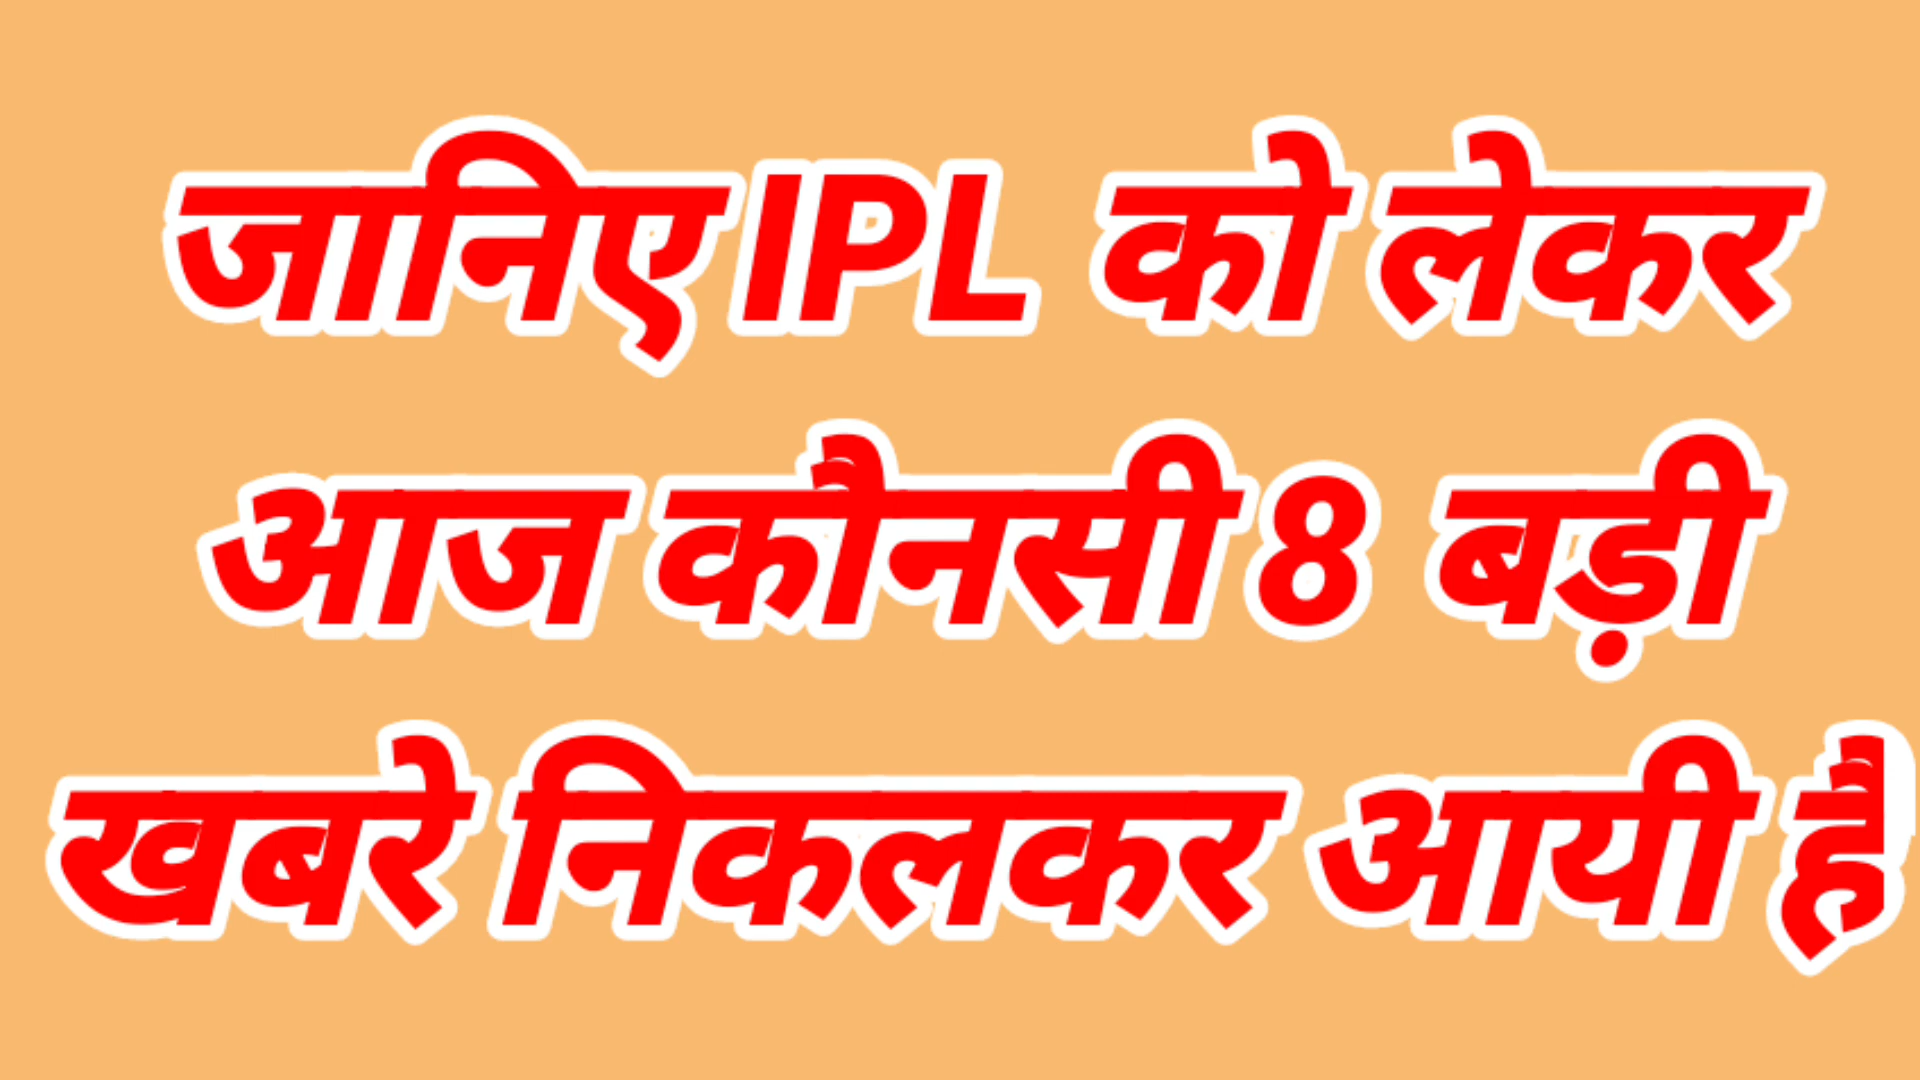 जानिए IPL को लेकर
आज कौनसी 8 बड़ी
खबरे निकलकर आयी है